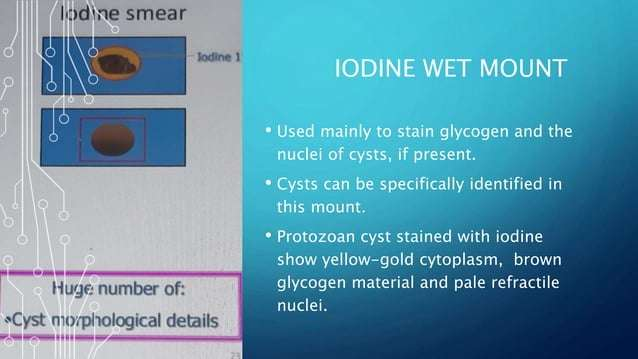 Iodine smear
Iodine 1
Huge number of:
•Cyst morphological details
23
IODINE WET MOUNT
• Used mainly to stain glycogen and the
nuclei of cysts, if present.
• Cysts can be specifically identified in
this mount.
• Protozoan cyst stained with iodine
show yellow-gold cytoplasm, brown
glycogen material and pale refractile
nuclei.